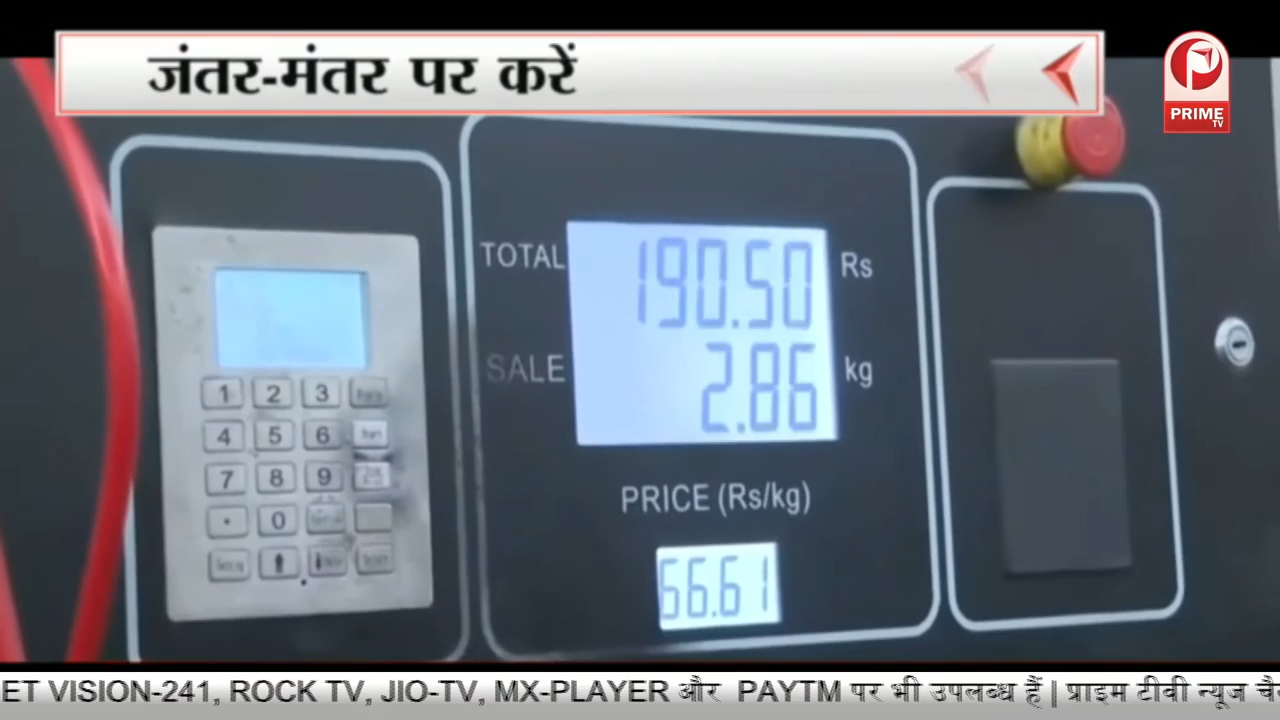 जंतर-मंतर पर करें
PRIME
TV
TOTAL 190.50 Rs
SALE 2.86 kg
PRICE (Rs/kg)
66.61
1 2 3
4 5 6
7 8 9
. 0
ET VISION-241, ROCK TV, JIO-TV, MX-PLAYER और PAYTM पर भी उपलब्ध हैं | प्राइम टीवी न्यूज चै